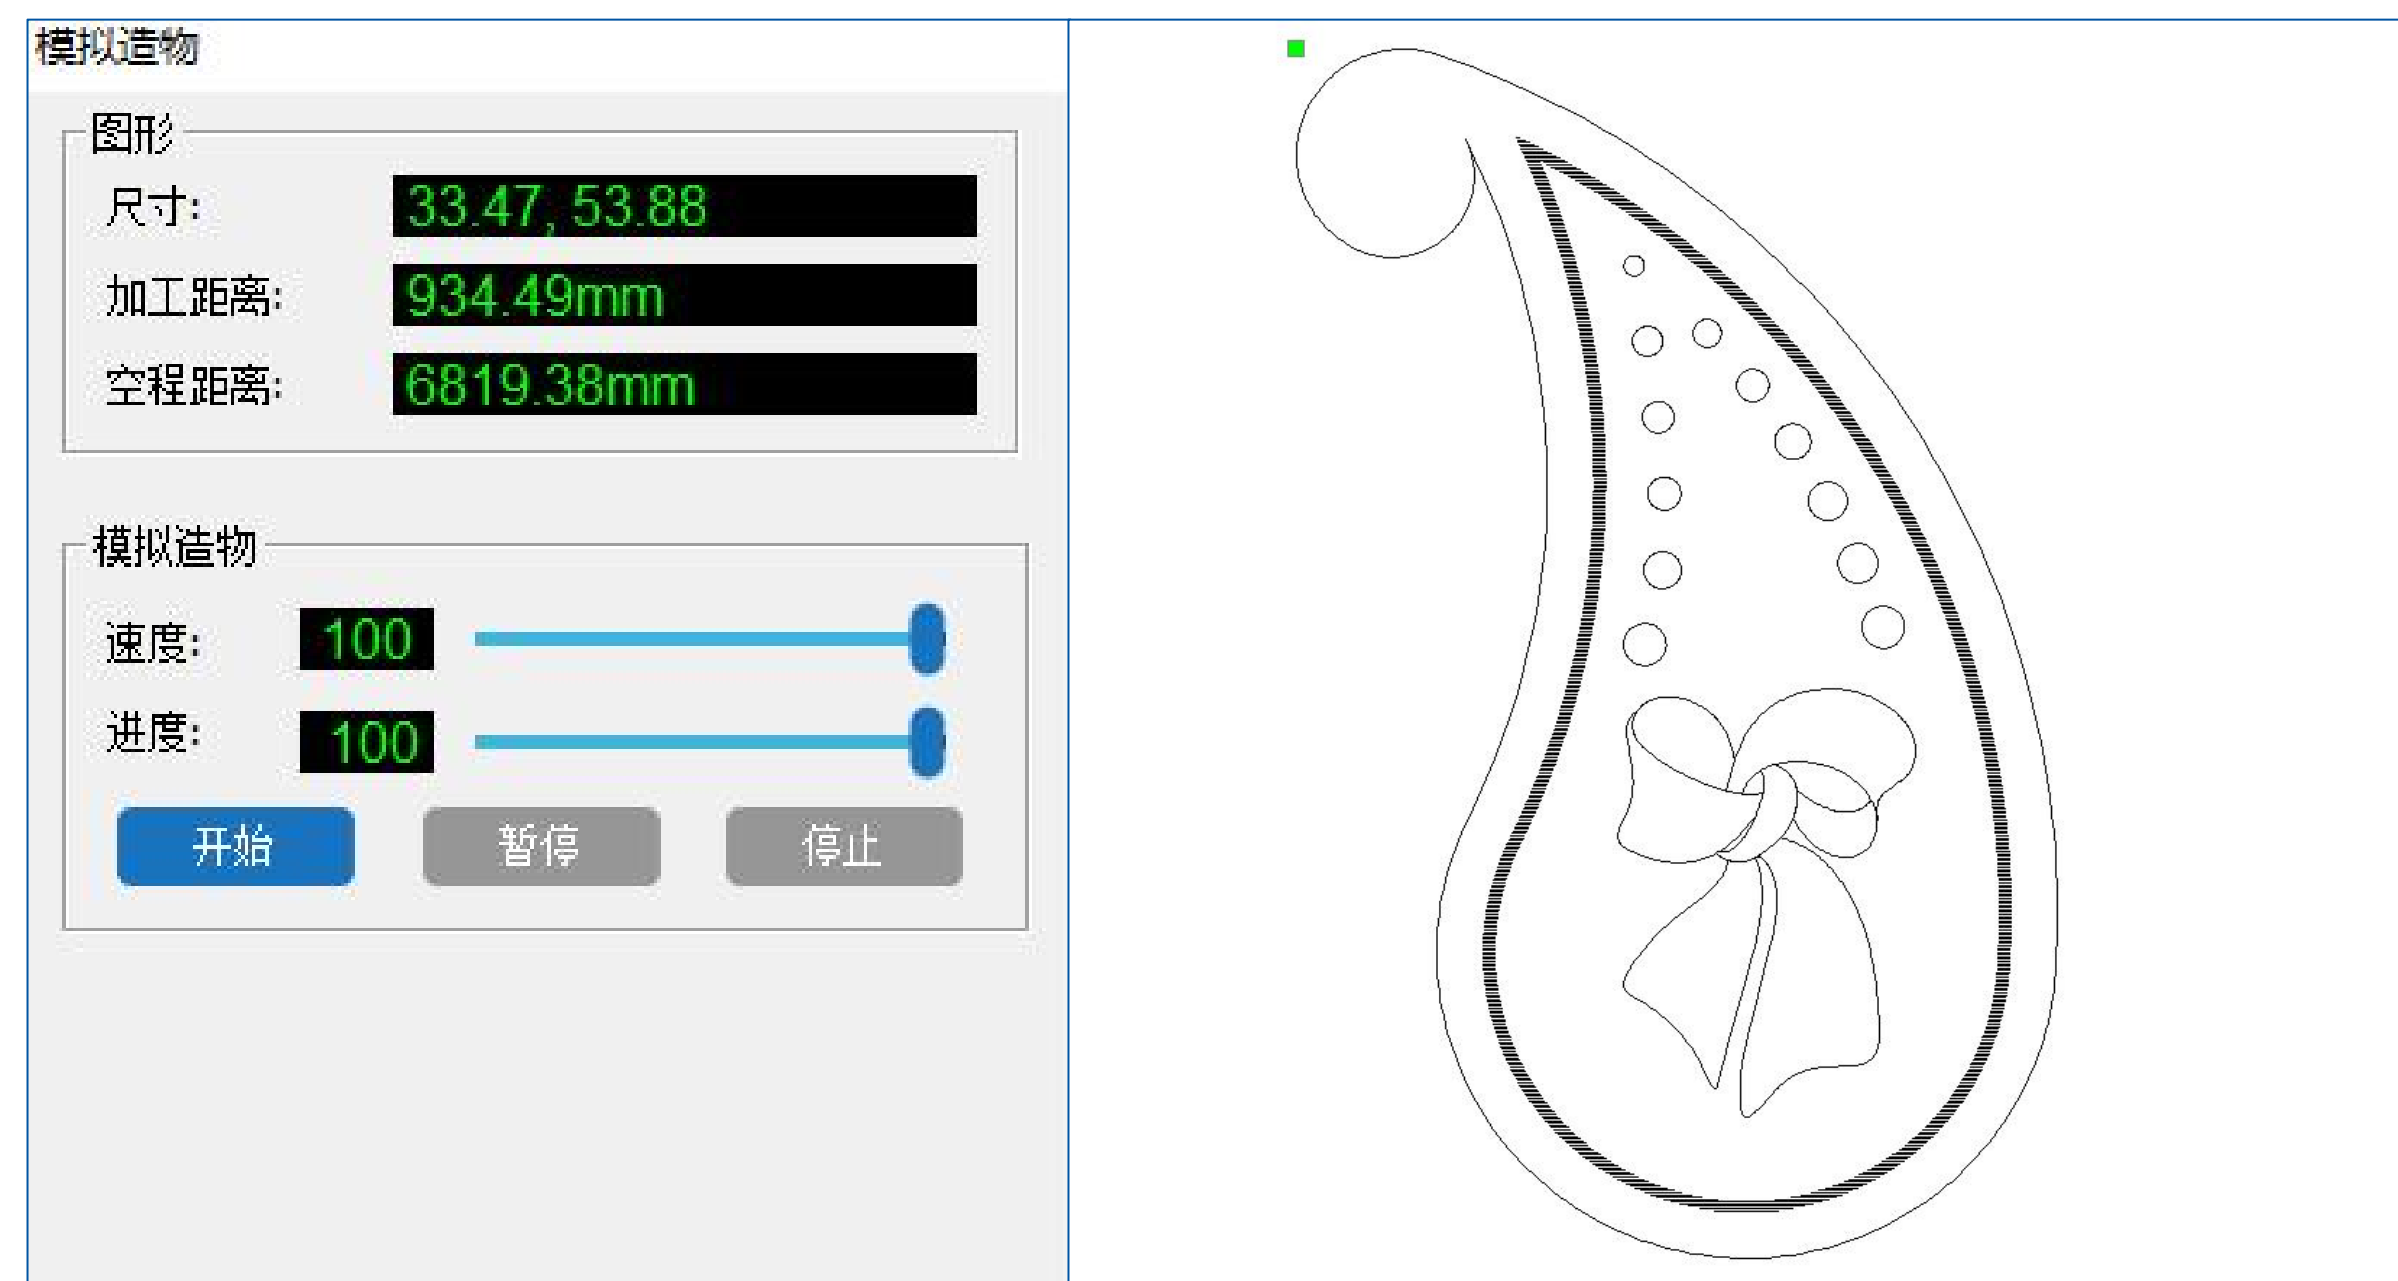 模拟造物
图形
尺寸: 33.47, 53.88
加工距离: 934.49mm
空程距离: 6819.38mm
模拟造物
速度: 100
进度: 100
开始 暂停 停止